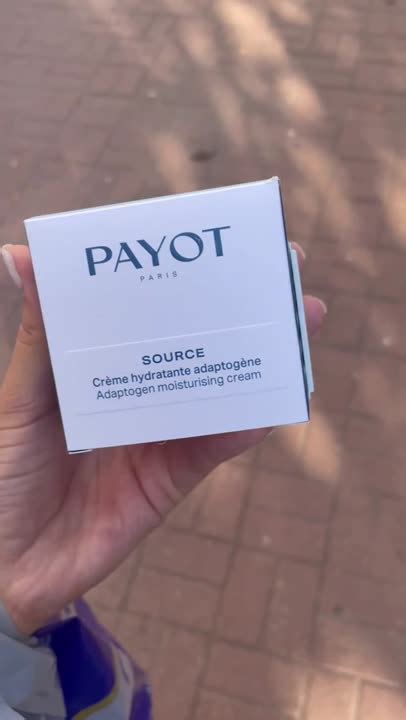 PAYOT
PARIS
SOURCE
Crème hydratante adaptogène
Adaptogen moisturising cream